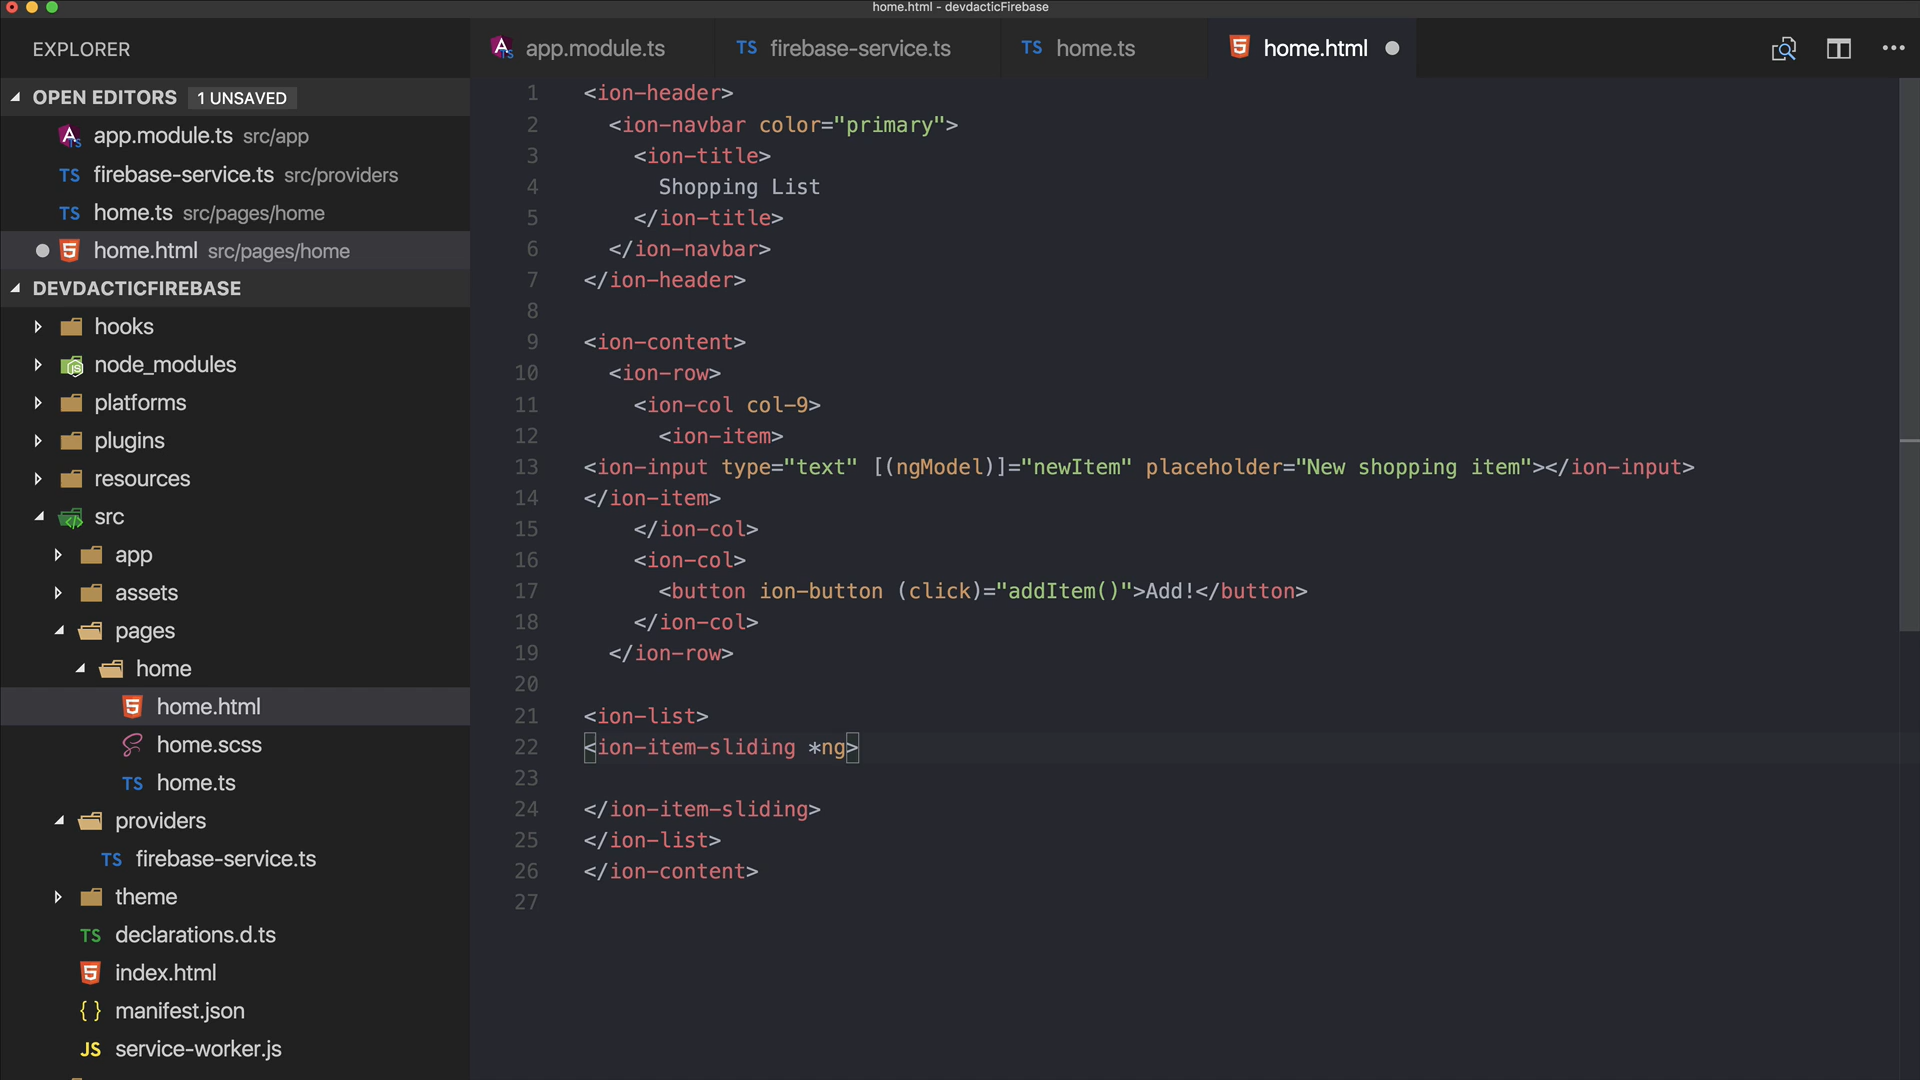 home.html - devdacticFirebase
EXPLORER
OPEN EDITORS 1 UNSAVED
app.module.ts src/app
TS firebase-service.ts src/providers
TS home.ts src/pages/home
home.html src/pages/home
DEVDACTICFIREBASE
hooks
node_modules
platforms
plugins
resources
src
app
assets
pages
home
home.html
home.scss
TS home.ts
providers
TS firebase-service.ts
theme
TS declarations.d.ts
index.html
{ } manifest.json
JS service-worker.js
app.module.ts
TS firebase-service.ts
TS home.ts
home.html
1 <ion-header>
2 <ion-navbar color="primary">
3 <ion-title>
4 Shopping List
5 </ion-title>
6 </ion-navbar>
7 </ion-header>
8
9 <ion-content>
10 <ion-row>
11 <ion-col col-9>
12 <ion-item>
13 <ion-input type="text" [(ngModel)]="newItem" placeholder="New shopping item"></ion-input>
14 </ion-item>
15 </ion-col>
16 <ion-col>
17 <button ion-button (click)="addItem()">Add!</button>
18 </ion-col>
19 </ion-row>
20
21 <ion-list>
22 <ion-item-sliding *ng>
23
24 </ion-item-sliding>
25 </ion-list>
26 </ion-content>
27